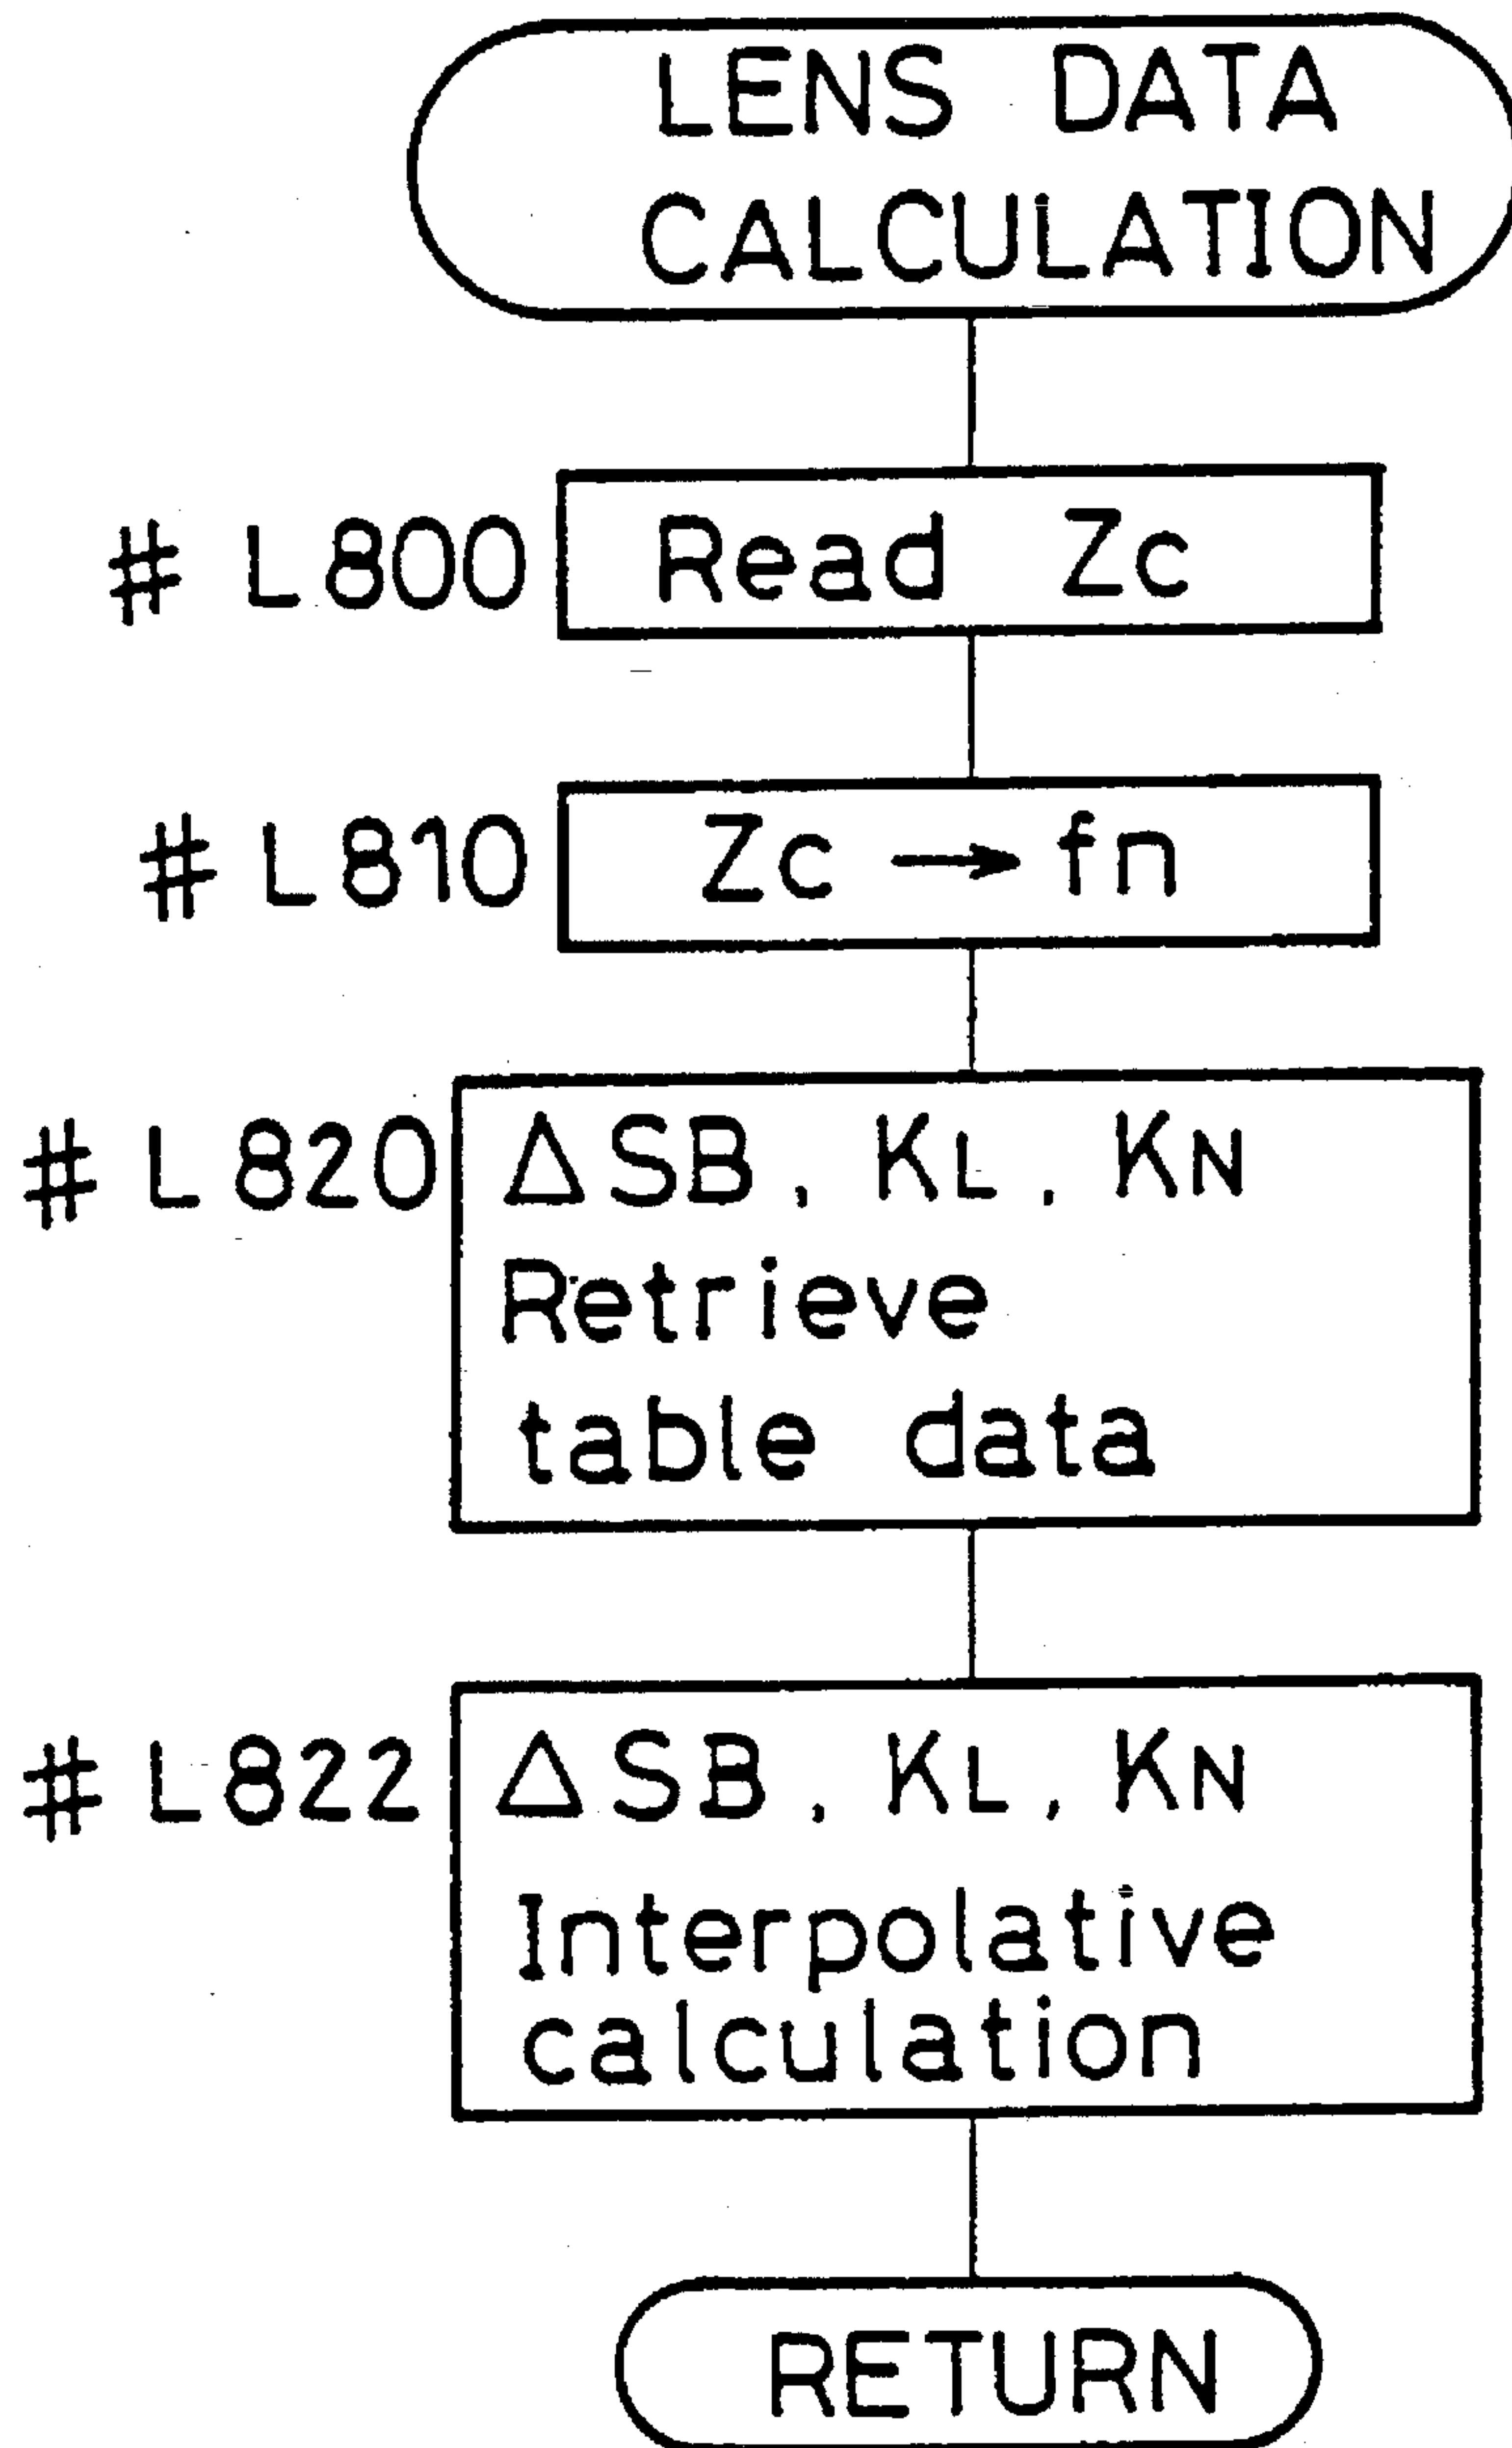 LENS DATA
CALCULATION
# L800 Read Zc
# L810 Zc → fn
# L820 ΔSB, KL, KN
Retrieve
table data
# L822 ΔSB, KL, KN
Interpolative
calculation
RETURN